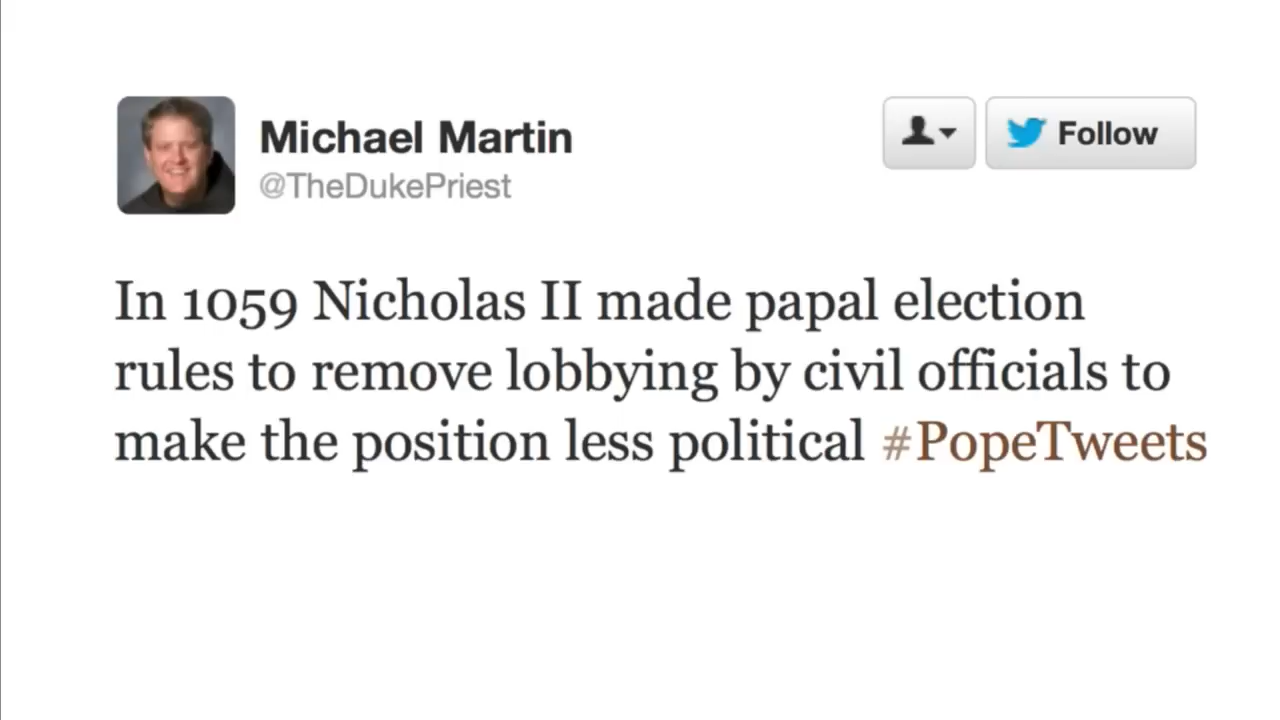 Michael Martin
@TheDukePriest
Follow
In 1059 Nicholas II made papal election
rules to remove lobbying by civil officials to
make the position less political #PopeTweets